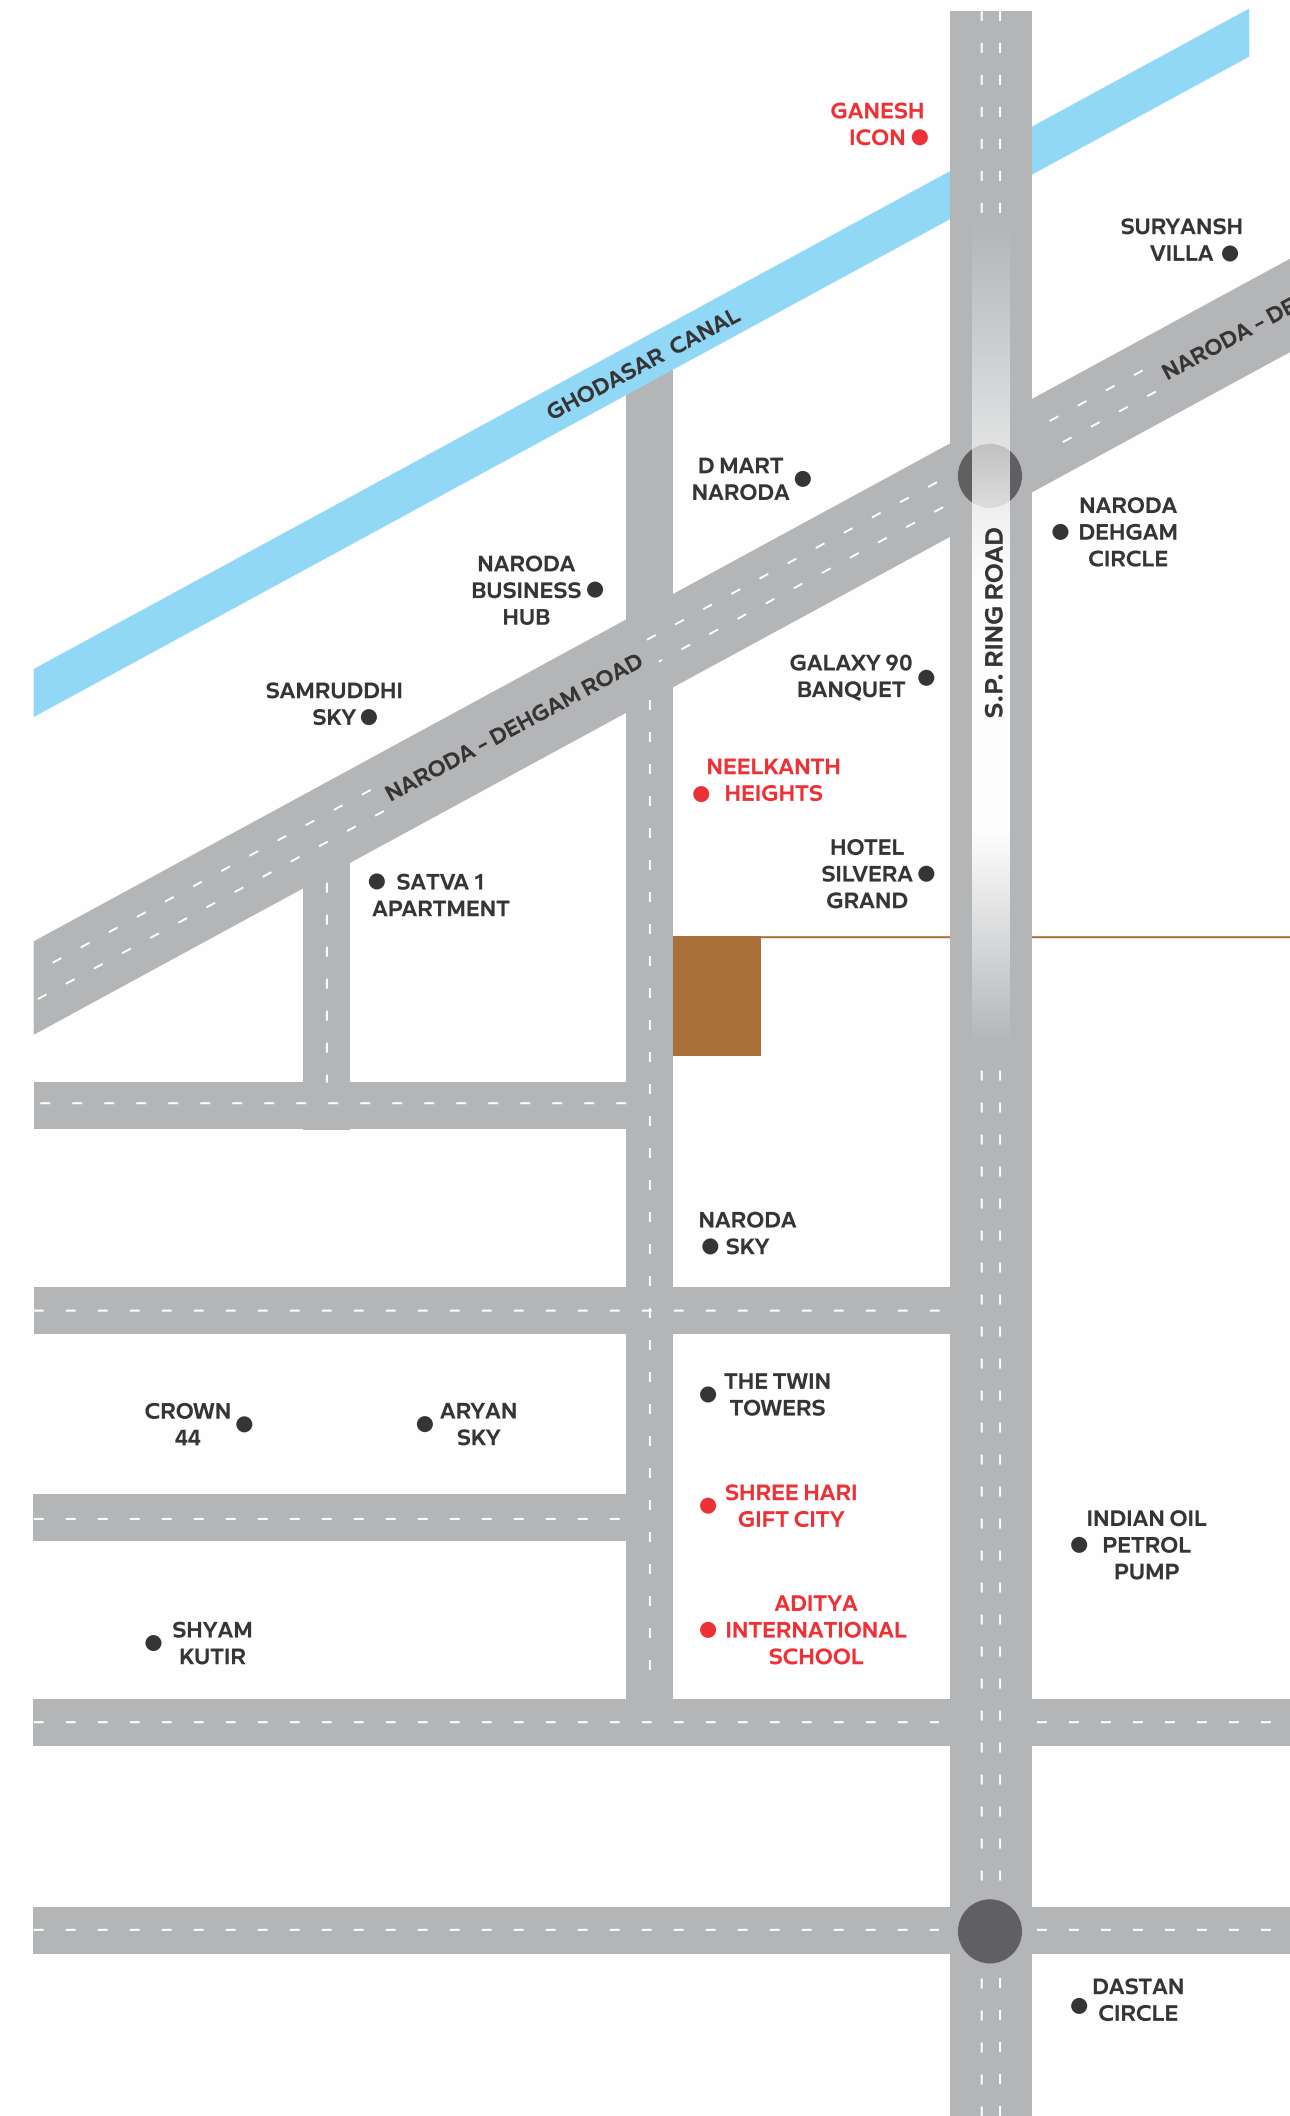 GANESH
ICON
SURYANSH
VILLA
GHODASAR CANAL
NARODA - DE
D MART
NARODA
NARODA
DEHGAM
CIRCLE
NARODA
BUSINESS
HUB
S.P. RING ROAD
GALAXY 90
BANQUET
SAMRUDDHI
SKY
NARODA - DEHGAM ROAD
NEELKANTH
HEIGHTS
HOTEL
SILVERA
GRAND
SATVA 1
APARTMENT
NARODA
SKY
THE TWIN
TOWERS
CROWN
44
ARYAN
SKY
SHREE HARI
GIFT CITY
INDIAN OIL
PETROL
PUMP
ADITYA
INTERNATIONAL
SCHOOL
SHYAM
KUTIR
DASTAN
CIRCLE